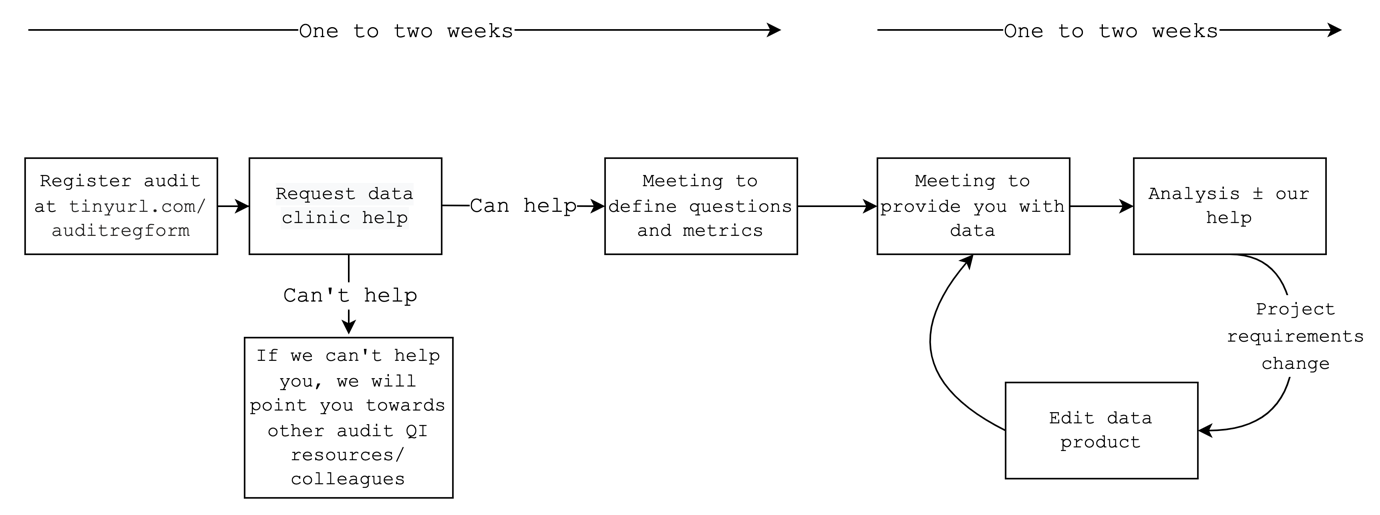 One to two weeks
One to two weeks
Register audit
at tinyurl.com/
auditregform
Request data
clinic help
Can help
Meeting to
define questions
and metrics
Meeting to
provide you with
data
Analysis ± our
help
Can't help
If we can't help
you, we will
point you towards
other audit QI
resources/
colleagues
Project
requirements
change
Edit data
product